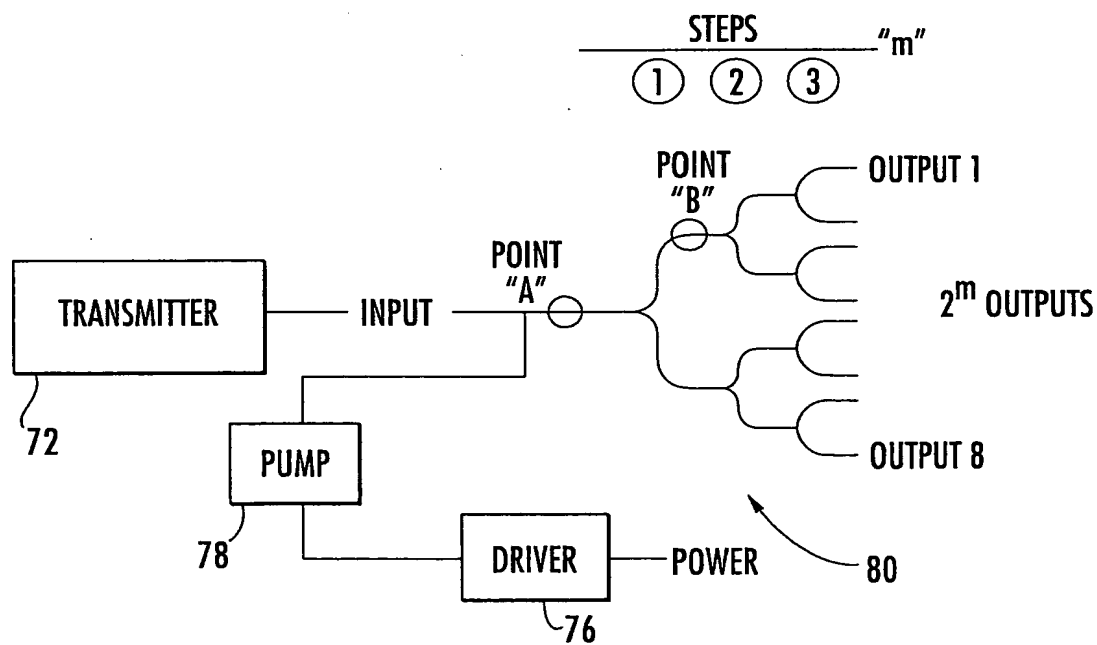 STEPS
"m"
1 2 3
POINT
"B"
OUTPUT 1
POINT
"A"
TRANSMITTER
INPUT
2^m OUTPUTS
72
PUMP
OUTPUT 8
78
DRIVER
POWER
80
76